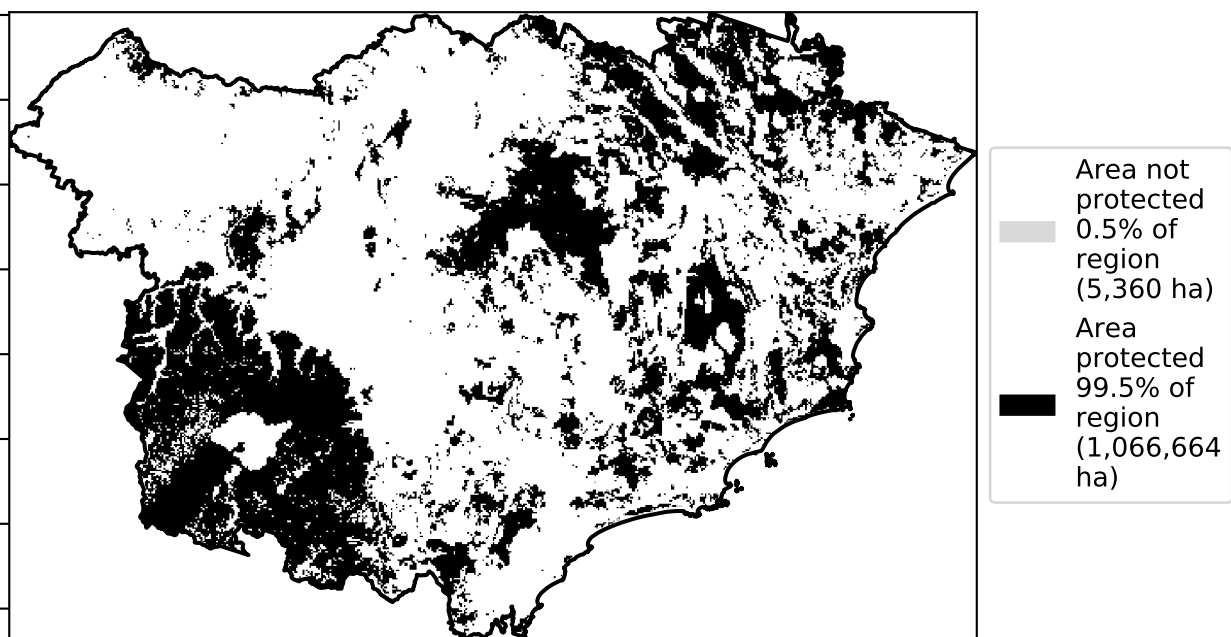 Area not
protected
0.5% of
region
(5,360 ha)
Area
protected
99.5% of
region
(1,066,664
ha)